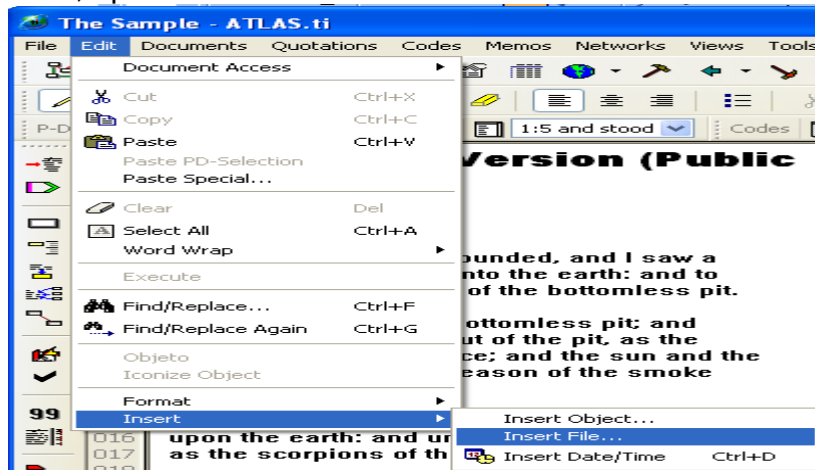 The Sample - ATLAS.ti
File Edit Documents Quotations Codes Memos Networks Views Tools
Document Access
Cut Ctrl+X
Copy Ctrl+C
Paste Ctrl+V
Paste PD-Selection
Paste Special...
Clear Del
Select All Ctrl+A
Word Wrap
Execute
Find/Replace... Ctrl+F
Find/Replace Again Ctrl+G
Objeto
Iconize Object
Format
Insert
Insert Object...
Insert File...
Insert Date/Time Ctrl+D
P-D
1:5 and stood
Codes
Version (Public
ounded, and I saw a
nto the earth: and to
of the bottomless pit.
ottomless pit; and
ut of the pit, as the
ce; and the sun and the
eason of the smoke
99
016 upon the earth: and un
017 as the scorpions of th